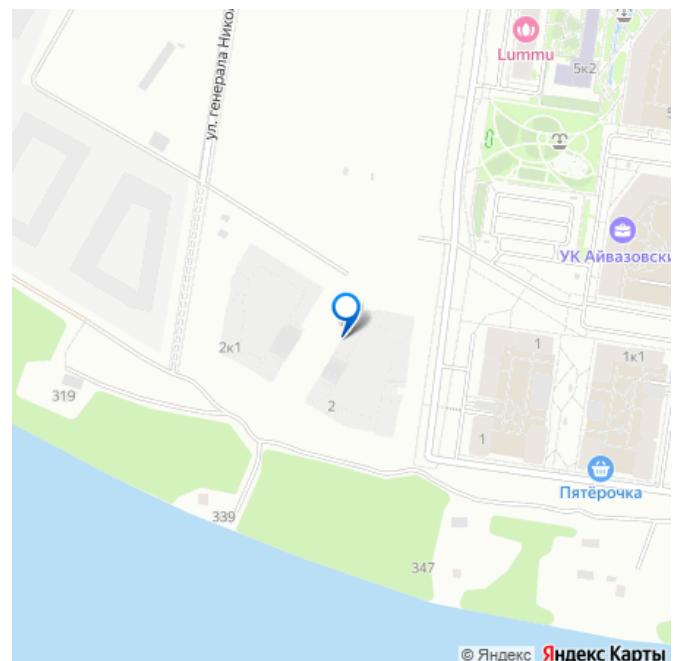 Lummu
5к2
ул. генерала Никол
УК Айвазовски
2к1
1
1к1
319
2
1
Пятёрочка
339
347
© Яндекс Яндекс Карты